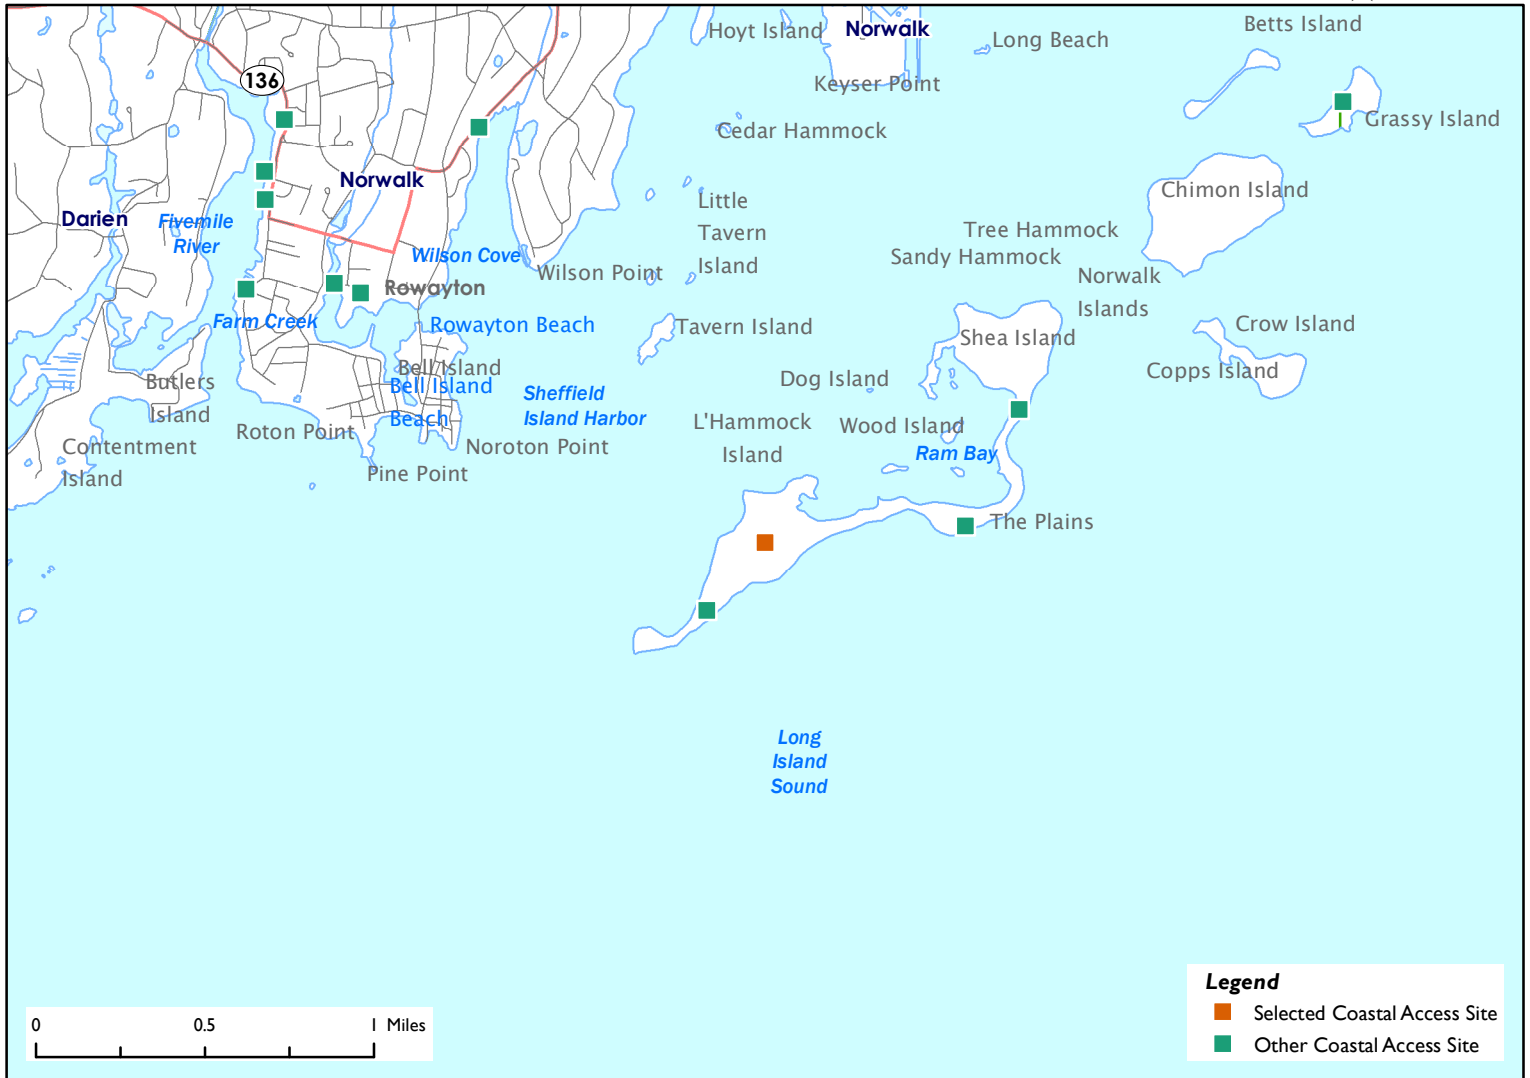 Hoyt Island
Norwalk
Long Beach
Betts Island
136
Keyser Point
Cedar Hammock
Grassy Island
Norwalk
Chimon Island
Darien
Fivemile
River
Little
Tavern
Island
Tree Hammock
Sandy Hammock
Wilson Cove
Wilson Point
Norwalk
Islands
Rowayton
Farm Creek
Rowayton Beach
Tavern Island
Shea Island
Crow Island
Copps Island
Bell Island
Bell Island
Beach
Butlers
Island
Sheffield
Island Harbor
Dog Island
L'Hammock
Island
Wood Island
Ram Bay
Roton Point
Contentment
Island
Noroton Point
Pine Point
The Plains
Long
Island
Sound
Legend
Selected Coastal Access Site
Other Coastal Access Site
0 0.5 1 Miles